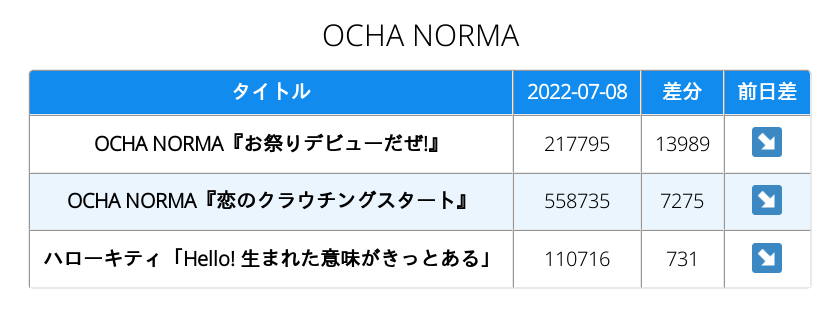 OCHA NORMA
タイトル 2022-07-08 差分 前日差
OCHA NORMA『お祭りデビューだぜ!』 217795 13989 ↘
OCHA NORMA『恋のクラウチングスタート』 558735 7275 ↘
ハローキティ「Hello! 生まれた意味がきっとある」 110716 731 ↘